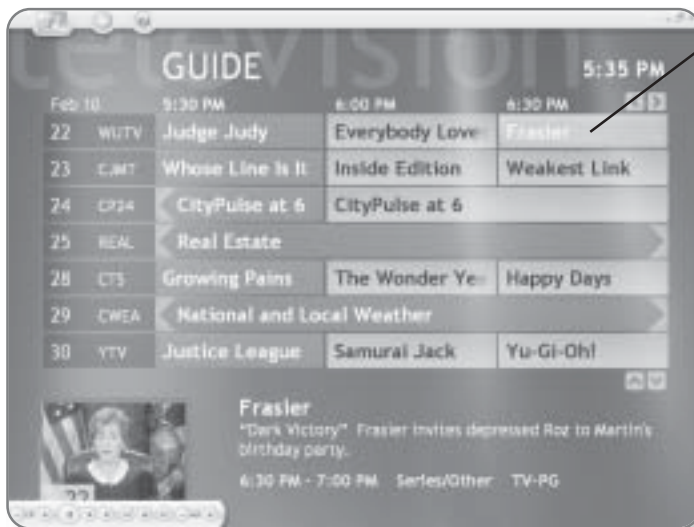 television
GUIDE 5:35 PM
Feb 10 5:30 PM 6:00 PM 6:30 PM
22 WUTV Judge Judy Everybody Love Frasier
23 CJMT Whose Line Is It Inside Edition Weakest Link
24 CP24 CityPulse at 6 CityPulse at 6
25 REAL Real Estate
28 CTS Growing Pains The Wonder Ye Happy Days
29 CWEA National and Local Weather
30 YTV Justice League Samurai Jack Yu-Gi-Oh!
Frasier
"Dark Victory" Frasier invites depressed Roz to Martin's
birthday party.
6:30 PM - 7:00 PM Series/Other TV-PG
22